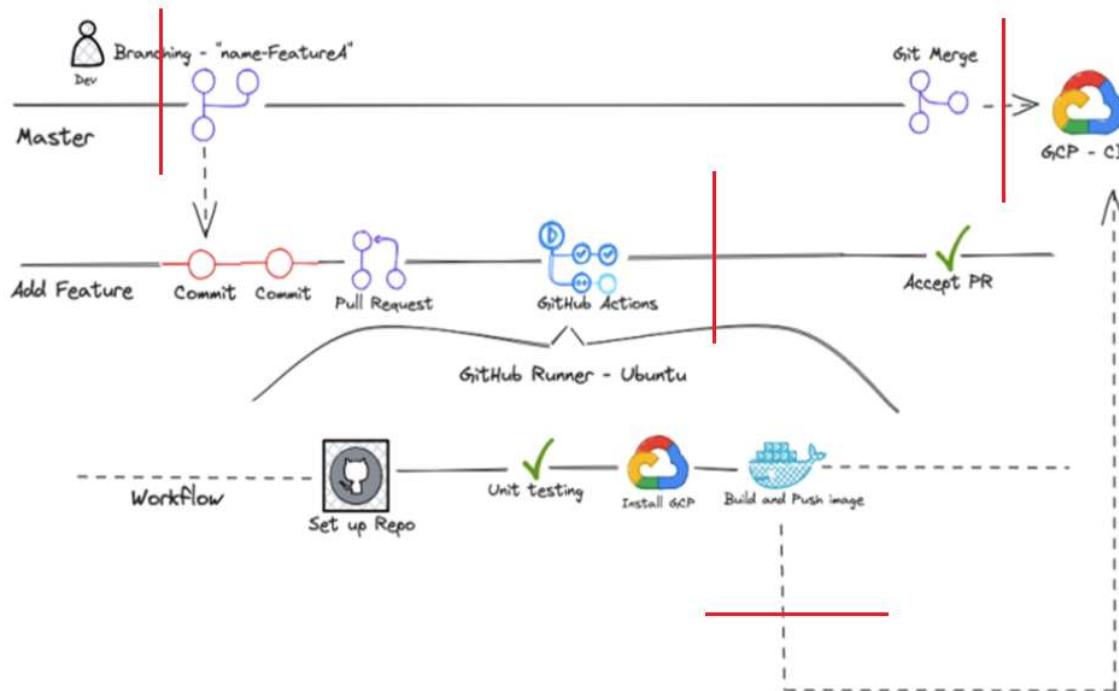 Branching - "name-FeatureA"
Dev
Git Merge
Master
GCP - C
Add Feature
Commit
Commit
Pull Request
GitHub Actions
Accept PR
GitHub Runner - Ubuntu
Workflow
Set up Repo
Unit testing
Install GCP
Build and Push image